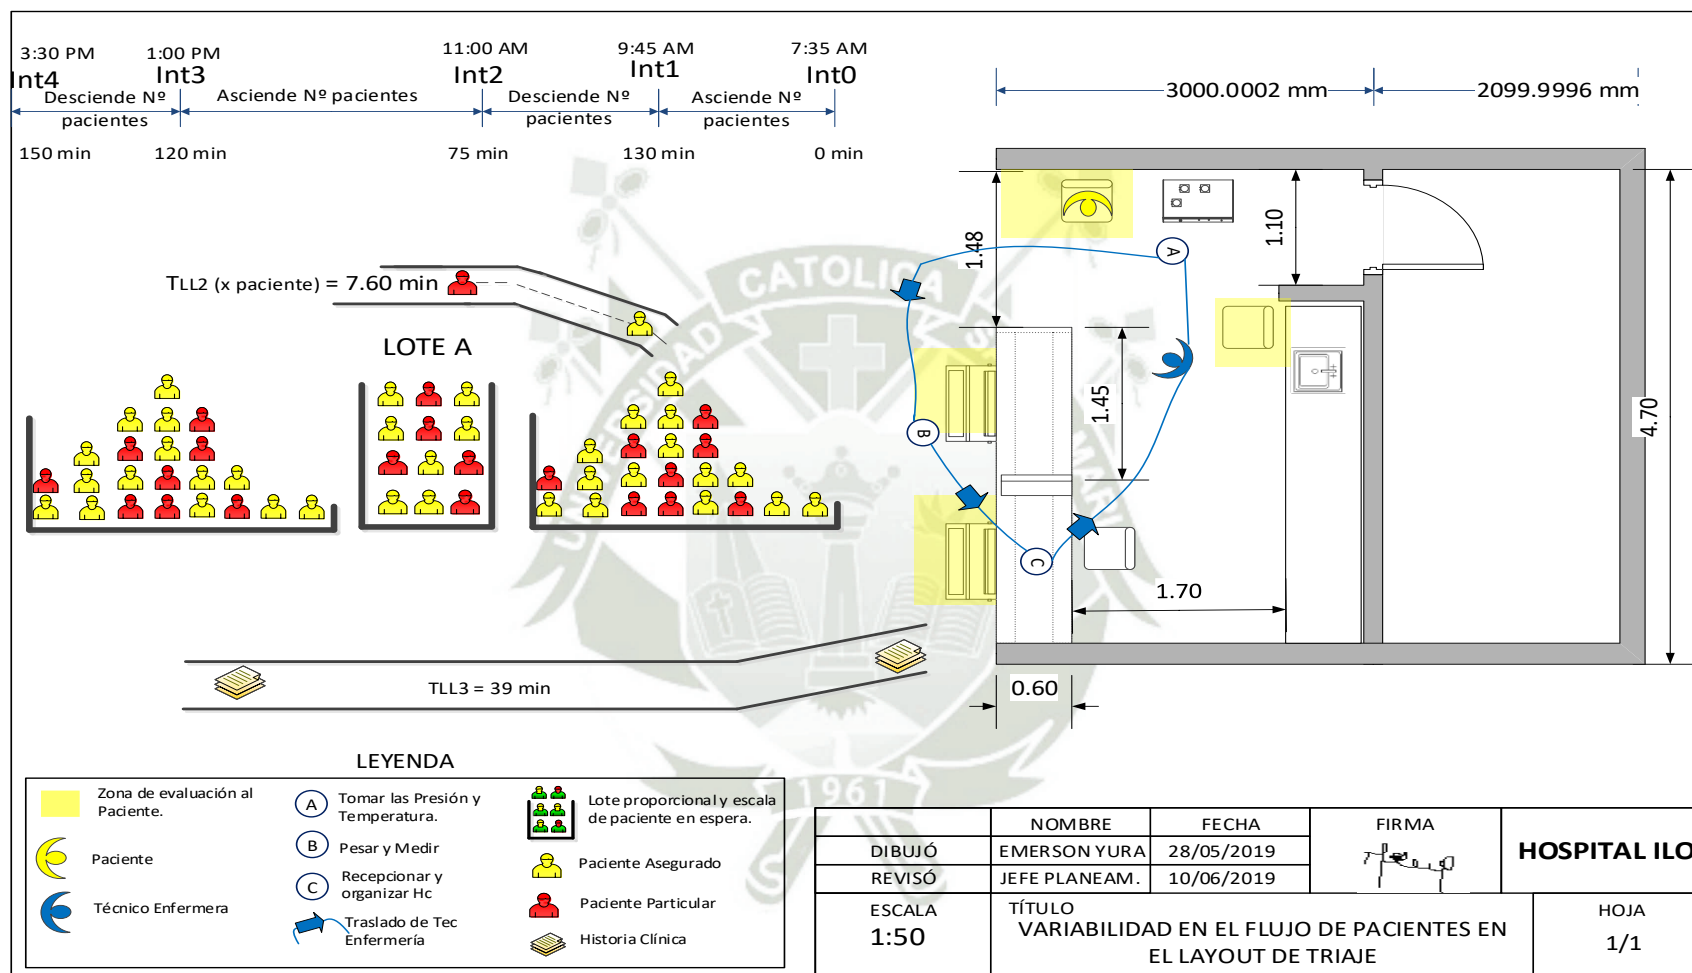 3:30 PM
1:00 PM
11:00 AM
9:45 AM
7:35 AM
Int4
Int3
Int2
Int1
Int0
Desciende Nº
pacientes
Asciende Nº pacientes
Desciende Nº
pacientes
Asciende Nº
pacientes
150 min
120 min
75 min
130 min
0 min
3000.0002 mm
2099.9996 mm
1.48
1.10
1.45
4.70
1.70
0.60
A
B
C
TLL2 (x paciente) = 7.60 min
LOTE A
TLL3 = 39 min
UNIVERSIDAD
CATOLICA
1961
LEYENDA
Zona de evaluación al
Paciente.
Paciente
Técnico Enfermera
A
Tomar las Presión y
Temperatura.
B
Pesar y Medir
C
Recepcionar y
organizar Hc
Traslado de Tec
Enfermería
Lote proporcional y escala
de paciente en espera.
Paciente Asegurado
Paciente Particular
Historia Clínica
NOMBRE
FECHA
FIRMA
HOSPITAL ILO
DIBUJÓ
EMERSON YURA
28/05/2019
REVISÓ
JEFE PLANEAM.
10/06/2019
ESCALA
1:50
TÍTULO
VARIABILIDAD EN EL FLUJO DE PACIENTES EN
EL LAYOUT DE TRIAJE
HOJA
1/1